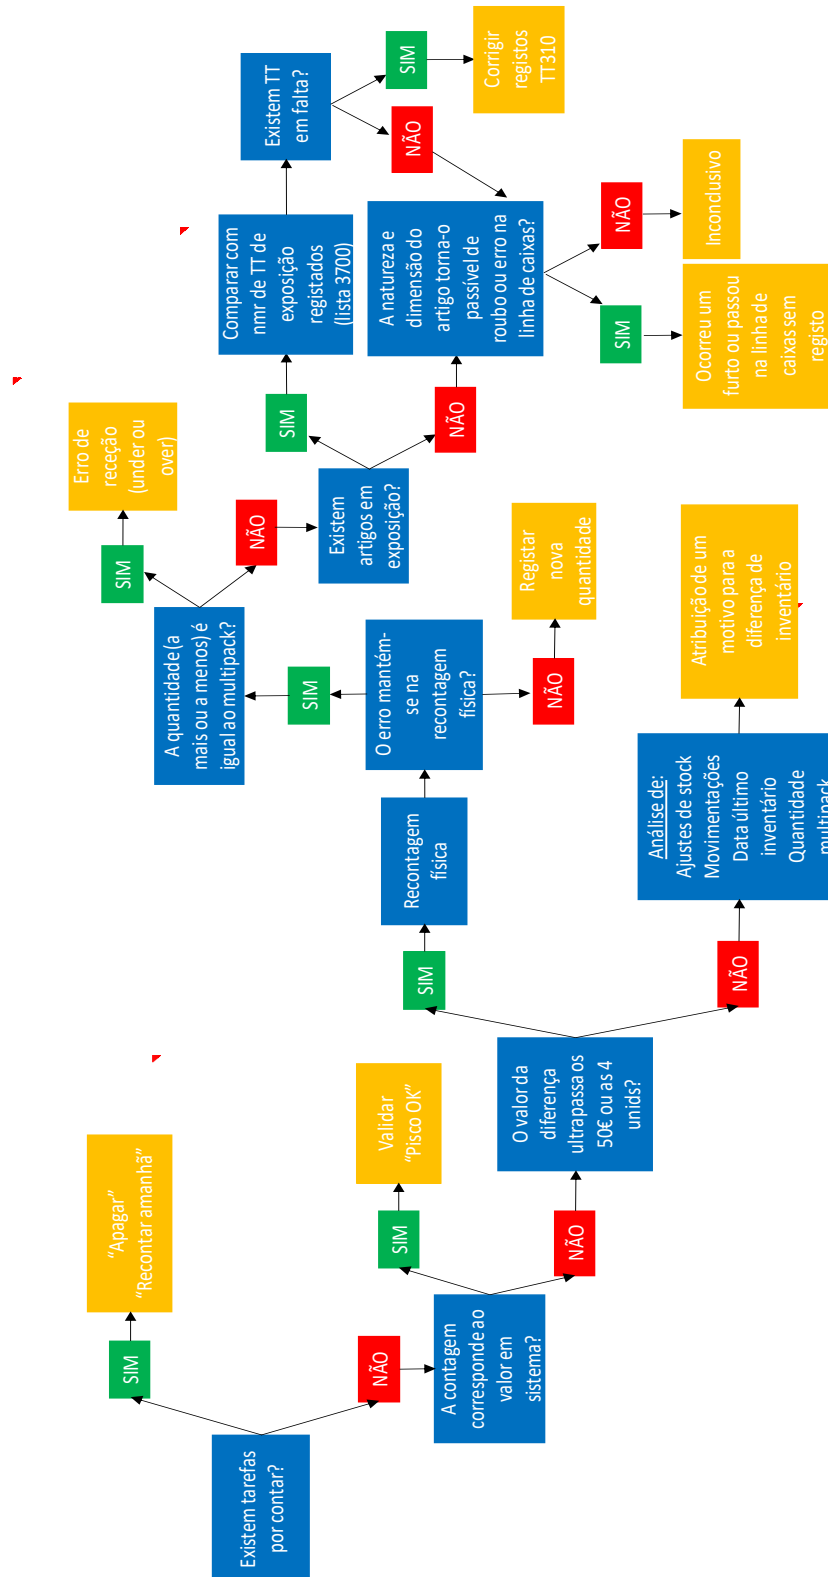 Existem tarefas
por contar?
SIM
"Apagar"
"Recontar amanhã"
NÃO
A contagem
corresponde ao
valor em
sistema?
SIM
Validar
"Pisco OK"
NÃO
O valor da
diferença
ultrapassa os
50€ ou as 4
unids?
SIM
Recontagem
física
NÃO
Análise de:
Ajustes de stock
Movimentações
Data último
inventário
Quantidade
multipack
Atribuição de um
motivo para a
diferença de
inventário
O erro mantém-
se na
recontagem
física?
SIM
NÃO
Registar
nova
quantidade
A quantidade (a
mais ou a menos) é
igual ao multipack?
SIM
Erro de
receção
(under ou
over)
NÃO
Existem
artigos em
exposição?
SIM
Comparar com
nmr de TT de
exposição
registados
(lista 3700)
NÃO
A natureza e
dimensão do
artigo torna-o
passível de
roubo ou erro na
linha de caixas?
Existem TT
em falta?
SIM
Corrigir
registos
TT310
NÃO
SIM
Ocorreu um
furto ou passou
na linha de
caixas sem
registo
NÃO
Inconclusivo